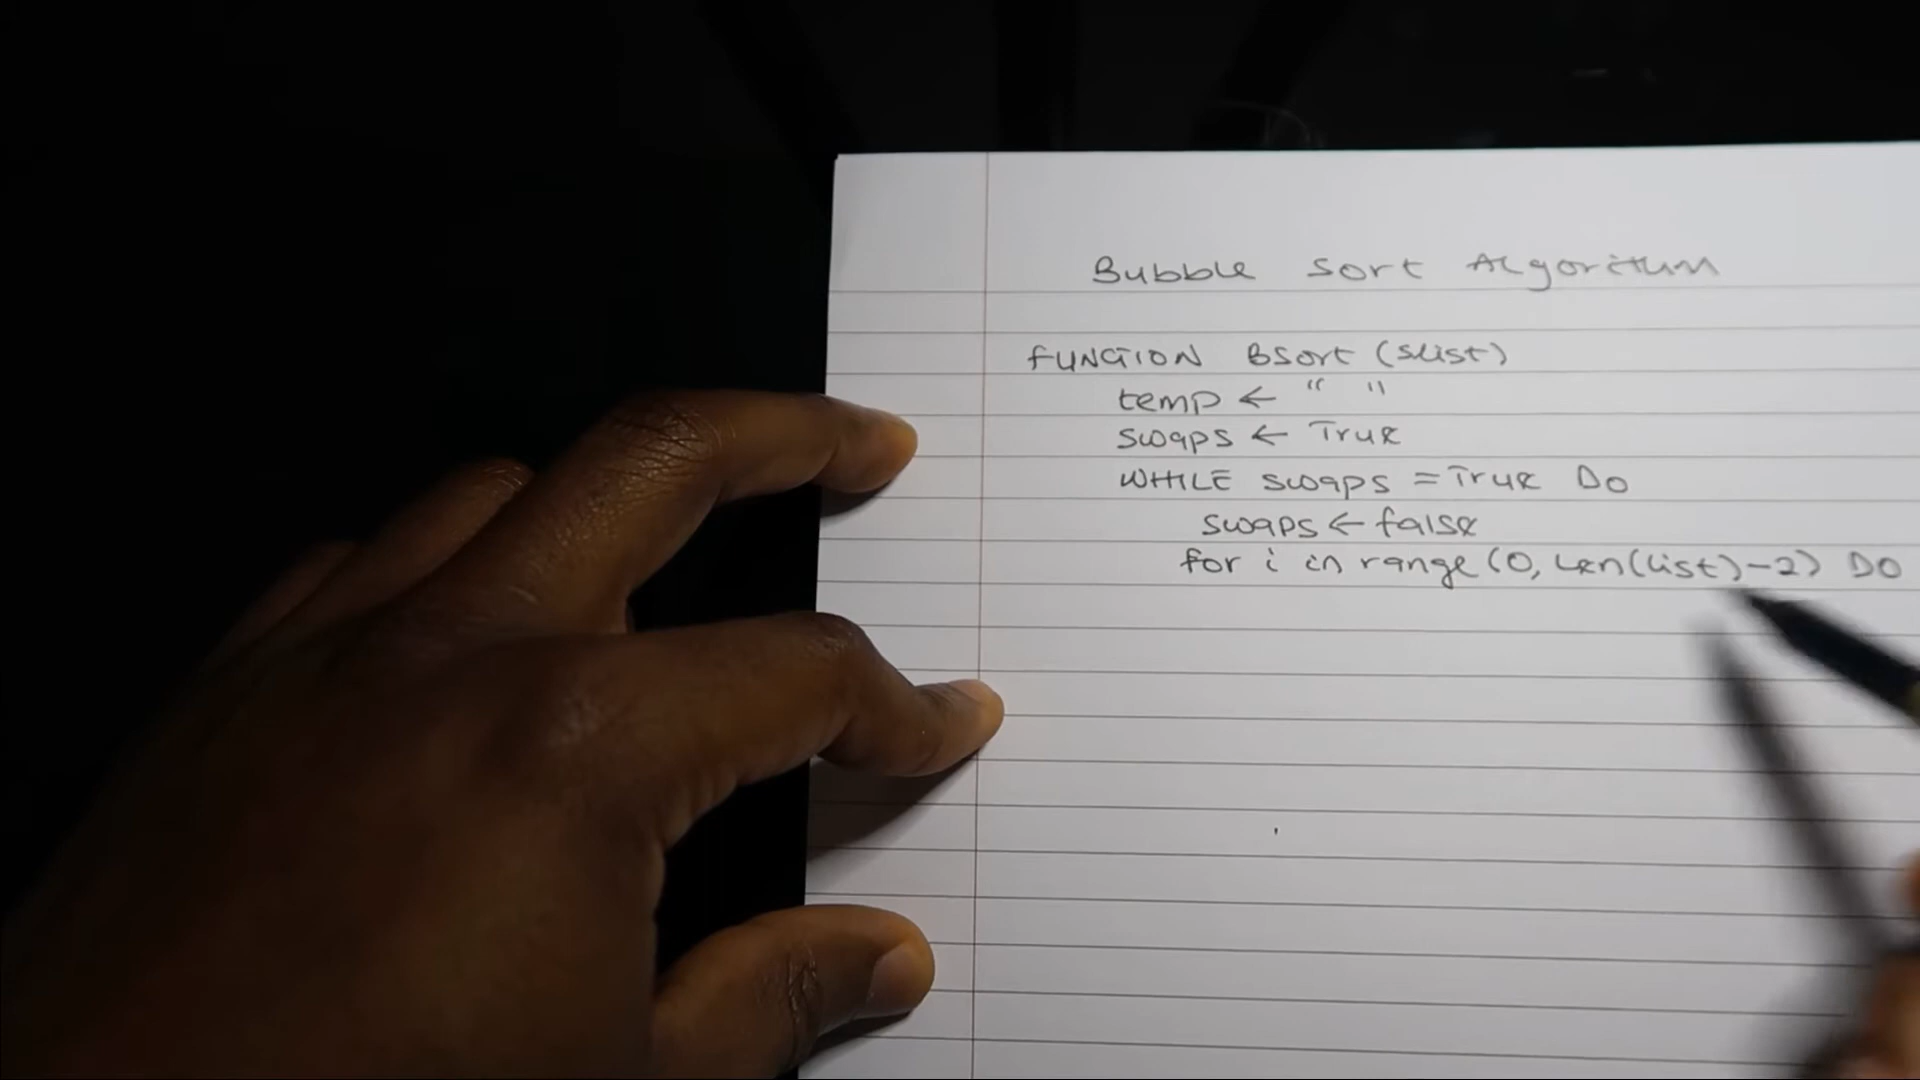 Bubble Sort Algorithm
FUNCTION BSort (slist)
temp ← " "
swaps ← True
WHILE swaps = True Do
swaps ← false
for i in range (0, Len(list)-2) DO